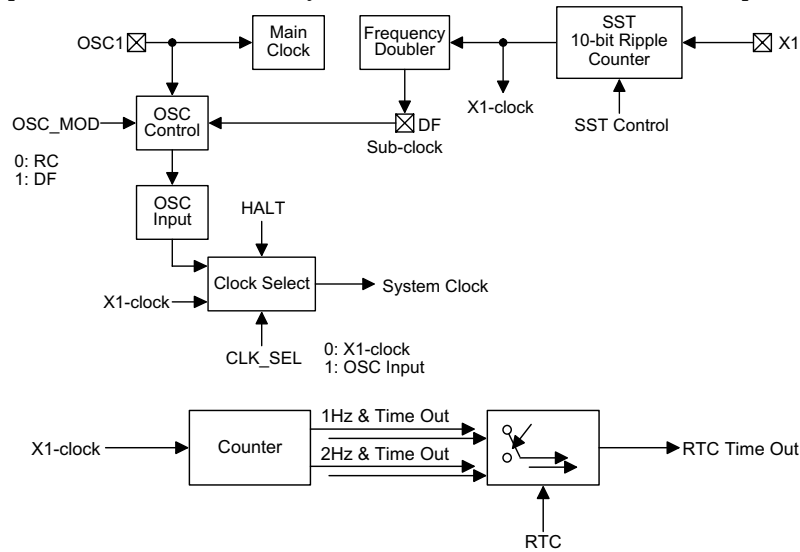 OSC1
Main
Clock
Frequency
Doubler
SST
10-bit Ripple
Counter
X1
X1-clock
SST Control
OSC_MOD
OSC
Control
DF
Sub-clock
0: RC
1: DF
OSC
Input
HALT
Clock Select
System Clock
X1-clock
CLK_SEL
0: X1-clock
1: OSC Input
X1-clock
Counter
1Hz & Time Out
2Hz & Time Out
RTC Time Out
RTC